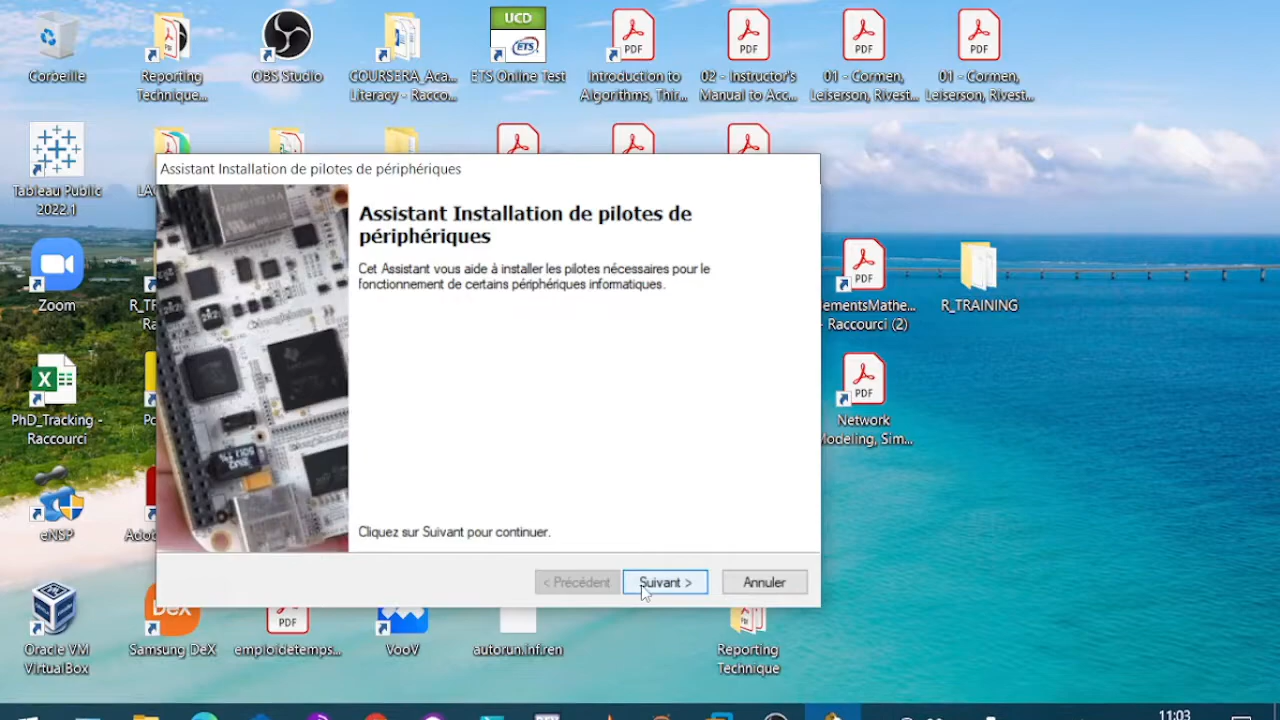 UCD
ETS
PDF
PDF
PDF
PDF
Corbeille
Reporting
Technique...
OBS Studio
COURSERA_Aca...
Literacy - Racco...
ETS Online Test
Introduction to
Algorithms, Thir...
02 - Instructor's
Manual to Acc...
01 - Cormen,
Leiserson, Rivest...
01 - Cormen,
Leiserson, Rivest...
Tableau Public
2022.1
Assistant Installation de pilotes de périphériques
Assistant Installation de pilotes de
périphériques
Cet Assistant vous aide à installer les pilotes nécessaires pour le
fonctionnement de certains périphériques informatiques.
Cliquez sur Suivant pour continuer.
< Précédent
Suivant >
Annuler
Zoom
PDF
ementsMathe...
- Raccourci (2)
R_TRAINING
X
PhD_Tracking -
Raccourci
PDF
Network
Modeling, Sim...
eNSP
Oracle VM
VirtualBox
DeX
Samsung DeX
PDF
emploidetemps...
VooV
autorun.inf.ren
Reporting
Technique
11:03